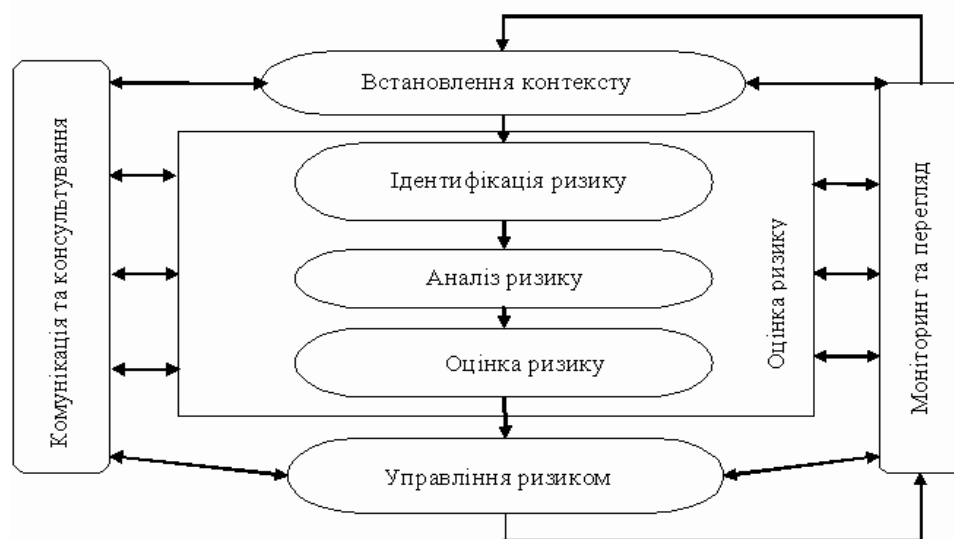 Встановлення контексту
Комунікація та консультування
Ідентифікація ризику
Аналіз ризику
Оцінка ризику
Оцінка ризику
Моніторинг та перегляд
Управління ризиком